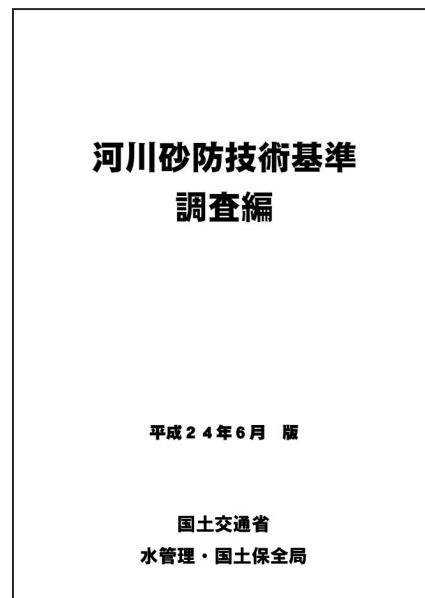 河川砂防技術基準
調査編
平成２４年６月　版
国土交通省
水管理・国土保全局